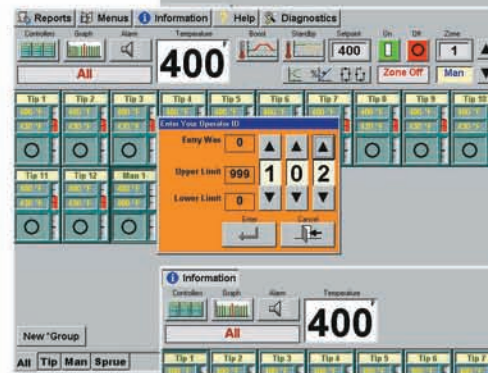 Reports Menus Information Help Diagnostics
Controllers Graph Alarm Temperature Boost Standby Setpoint On Off Zone
400 F 400 1
All Zone Off Man
Tip 1 Tip 2 Tip 3 Tip 4 Tip 5 Tip 6 Tip 7 Tip 8 Tip 9 Tip 10
Enter Your Operator ID
Entry Was 0
Upper Limit 999 1 0 2
Lower Limit 0
Enter Cancel
Tip 11 Tip 12 Man 1
Information
Controllers Graph Alarm Temperature
400 F
All
New *Group
All Tip Man Sprue
Tip 1 Tip 2 Tip 3 Tip 4 Tip 5 Tip 6 Tip 7